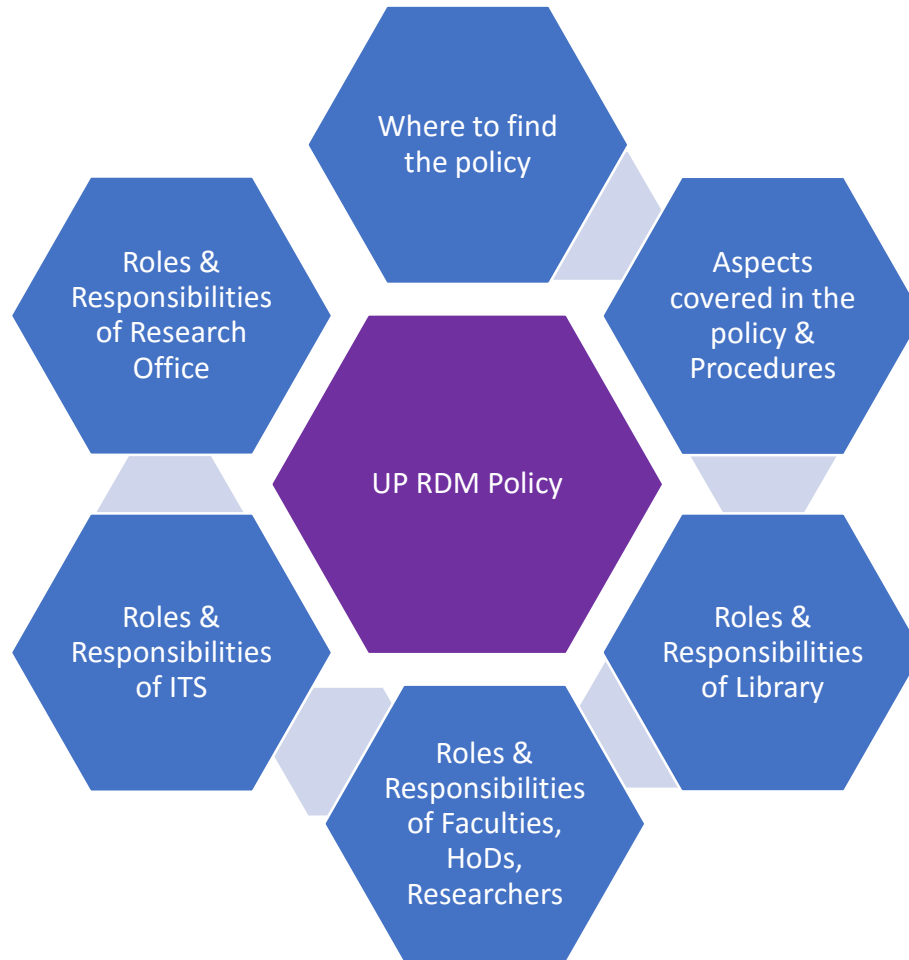 Where to find
the policy
Aspects
covered in the
policy &
Procedures
Roles &
Responsibilities
of Library
Roles &
Responsibilities
of Faculties,
HoDs,
Researchers
Roles &
Responsibilities
of ITS
Roles &
Responsibilities
of Research
Office
UP RDM Policy